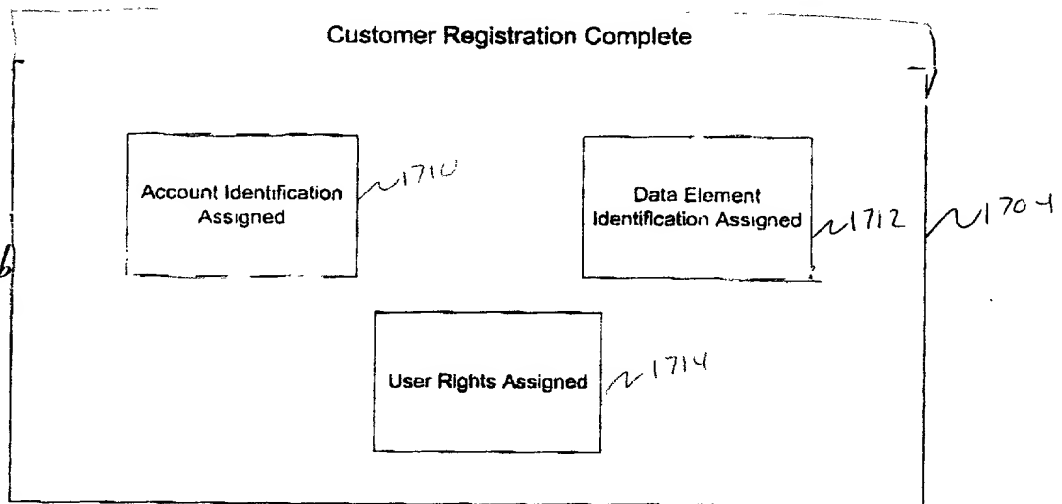 Customer Registration Complete
Account Identification
Assigned
1710
Data Element
Identification Assigned
1712
1704
User Rights Assigned
1714